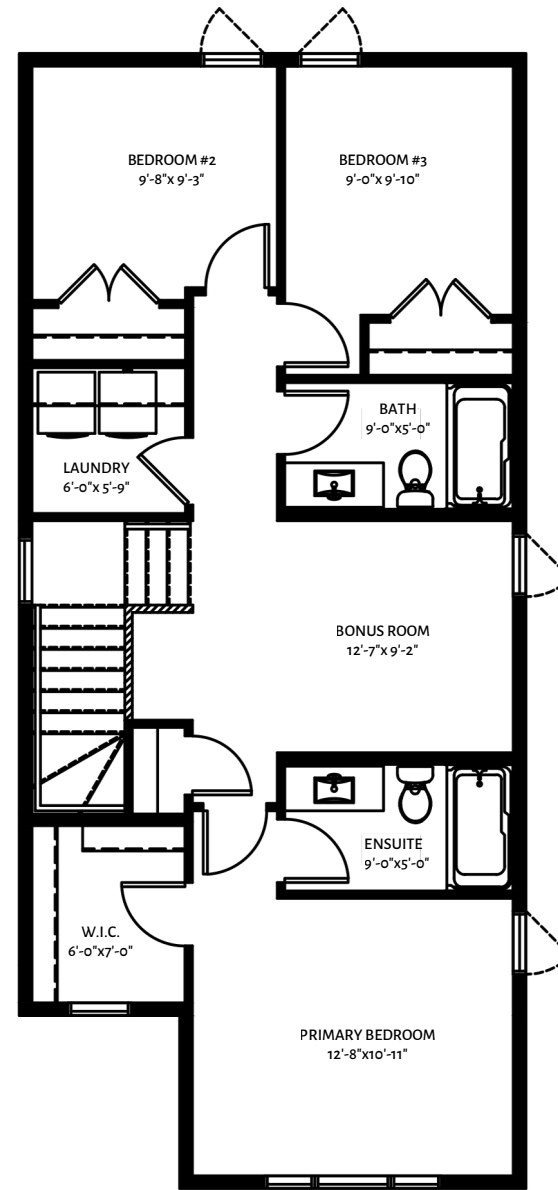 BEDROOM #2
9'-8"x 9'-3"
BEDROOM #3
9'-0"x 9'-10"
BATH
9'-0"x5'-0"
LAUNDRY
6'-0"x 5'-9"
BONUS ROOM
12'-7"x 9'-2"
ENSUITE
9'-0"x5'-0"
W.I.C.
6'-0"x7'-0"
PRIMARY BEDROOM
12'-8"x10'-11"